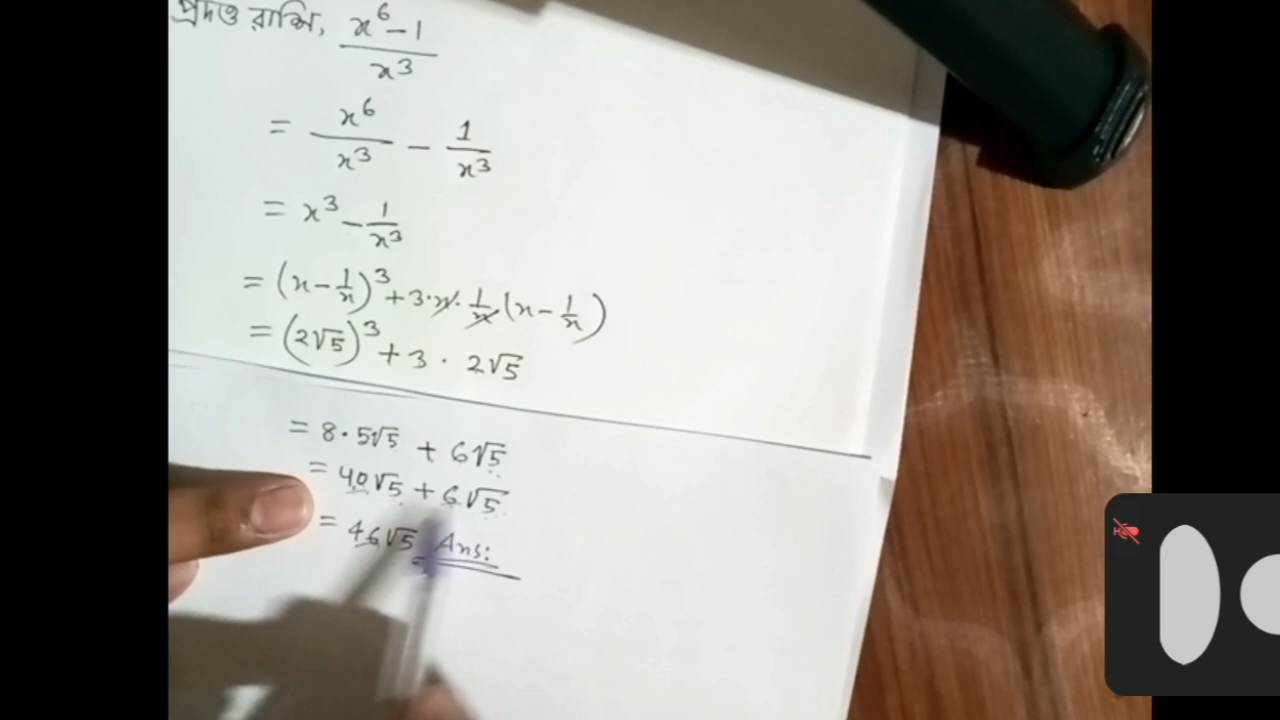 প্রদত্ত রাশি, x⁶ - 1 / x³
= x⁶ / x³ - 1 / x³
= x³ - 1 / x³
= (x - 1/x)³ + 3·x·1/x (x - 1/x)
= (2√5)³ + 3 · 2√5
= 8·5√5 + 6√5
= 40√5 + 6√5
= 46√5 Ans: